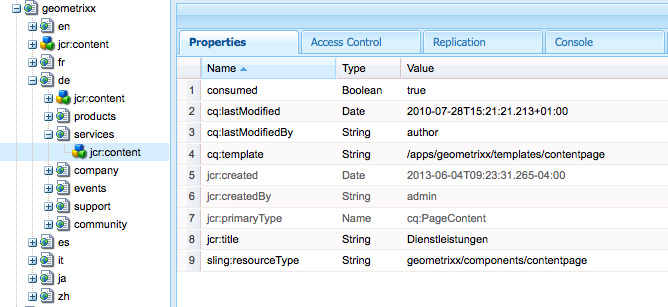 geometrixx
en
jcr:content
fr
de
jcr:content
products
services
jcr:content
company
events
support
community
es
it
ja
zh
Properties Access Control Replication Console
Name Type Value
1 consumed Boolean true
2 cq:lastModified Date 2010-07-28T15:21:21.213+01:00
3 cq:lastModifiedBy String author
4 cq:template String /apps/geometrixx/templates/contentpage
5 jcr:created Date 2013-06-04T09:23:31.265-04:00
6 jcr:createdBy String admin
7 jcr:primaryType Name cq:PageContent
8 jcr:title String Dienstleistungen
9 sling:resourceType String geometrixx/components/contentpage